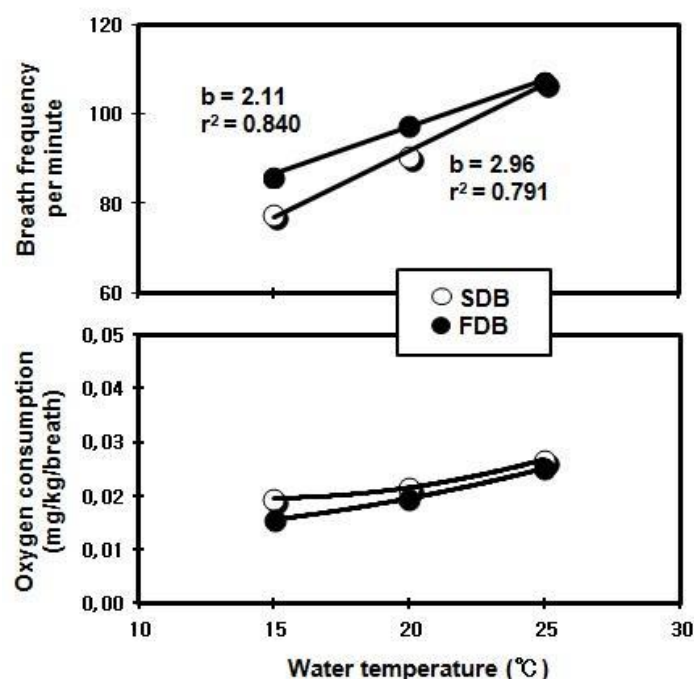 120
100
80
60
Breath frequency
per minute
b = 2.11
r² = 0.840
b = 2.96
r² = 0.791
SDB
FDB
0,05
0,04
0,03
0,02
0,01
0,00
Oxygen consumption
(mg/kg/breath)
10 15 20 25 30
Water temperature (℃)